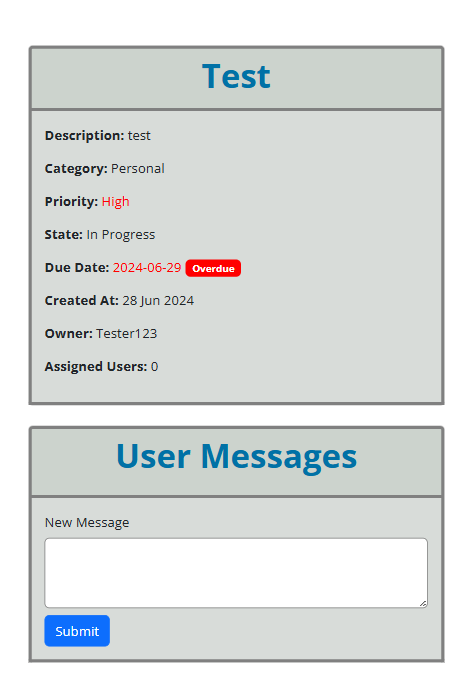 Test
Description: test
Category: Personal
Priority: High
State: In Progress
Due Date: 2024-06-29 Overdue
Created At: 28 Jun 2024
Owner: Tester123
Assigned Users: 0
User Messages
New Message
Submit